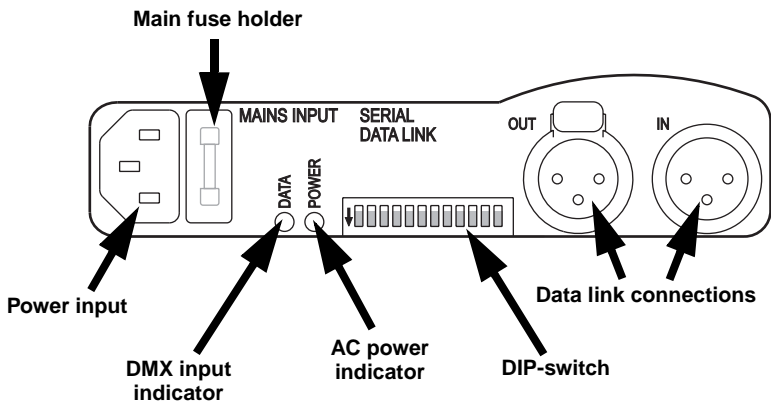 Main fuse holder
MAINS INPUT
SERIAL
DATA LINK
OUT
IN
DATA
POWER
Power input
DMX input
indicator
AC power
indicator
DIP-switch
Data link connections